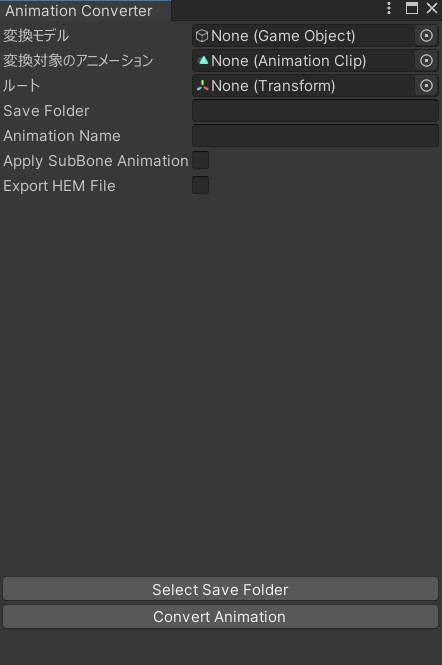 Animation Converter
変換モデル None (Game Object)
変換対象のアニメーション None (Animation Clip)
ルート None (Transform)
Save Folder
Animation Name
Apply SubBone Animation
Export HEM File
Select Save Folder
Convert Animation